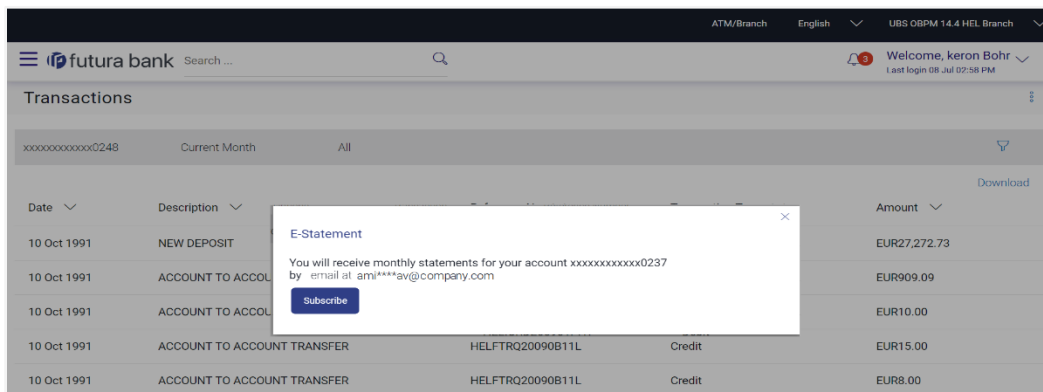 ATM/Branch English UBS OBPM 14.4 HEL Branch
futura bank Search ... 3 Welcome, keron Bohr
Last login 08 Jul 02:58 PM
Transactions
xxxxxxxxxxxx0248 Current Month All
Download
Date Description Amount
10 Oct 1991 NEW DEPOSIT EUR27,272.73
10 Oct 1991 ACCOUNT TO ACCOU EUR909.09
10 Oct 1991 ACCOUNT TO ACCOU EUR10.00
10 Oct 1991 ACCOUNT TO ACCOUNT TRANSFER HELFTRQ20090B11L Credit EUR15.00
10 Oct 1991 ACCOUNT TO ACCOUNT TRANSFER HELFTRQ20090B11L Credit EUR8.00
E-Statement
You will receive monthly statements for your account xxxxxxxxxxxx0237
by email at ami****av@company.com
Subscribe